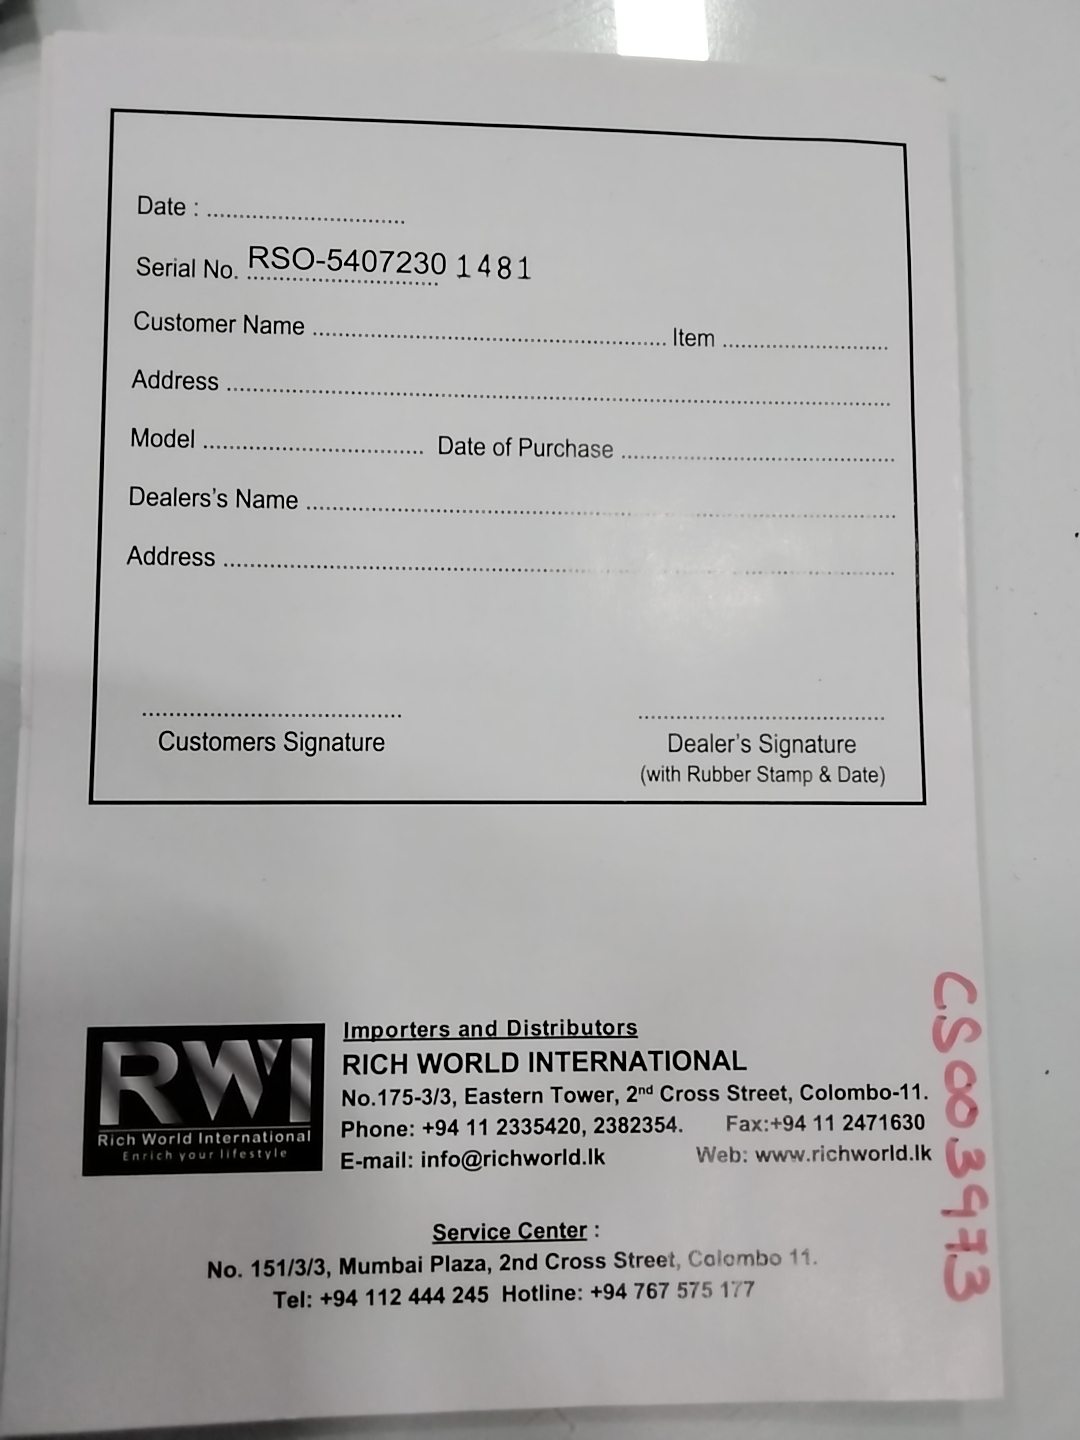 Date : ..............................
Serial No. RSO-5407230 1481
Customer Name ...................................................... Item .........................
Address ....................................................................................................
Model .................................. Date of Purchase ..........................................
Dealers's Name .........................................................................................
Address ....................................................................................................
.......................................... ........................................
Customers Signature Dealer's Signature
(with Rubber Stamp & Date)
RWI
Rich World International
Enrich your lifestyle
Importers and Distributors
RICH WORLD INTERNATIONAL
No.175-3/3, Eastern Tower, 2nd Cross Street, Colombo-11.
Phone: +94 11 2335420, 2382354. Fax:+94 11 2471630
E-mail: info@richworld.lk Web: www.richworld.lk
Service Center :
No. 151/3/3, Mumbai Plaza, 2nd Cross Street, Colombo 11.
Tel: +94 112 444 245 Hotline: +94 767 575 177
CS003973